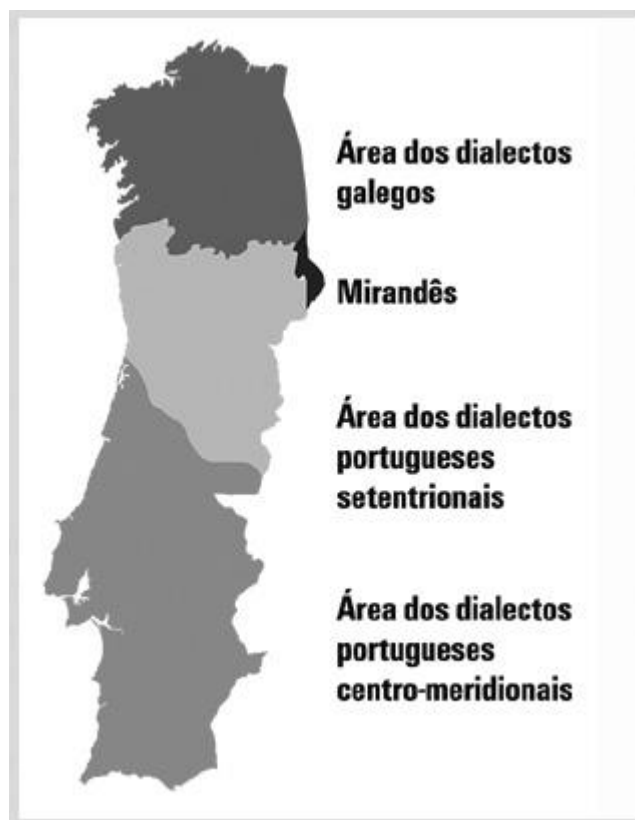 Área dos dialectos
galegos
Mirandês
Área dos dialectos
portugueses
setentrionais
Área dos dialectos
portugueses
centro-meridionais